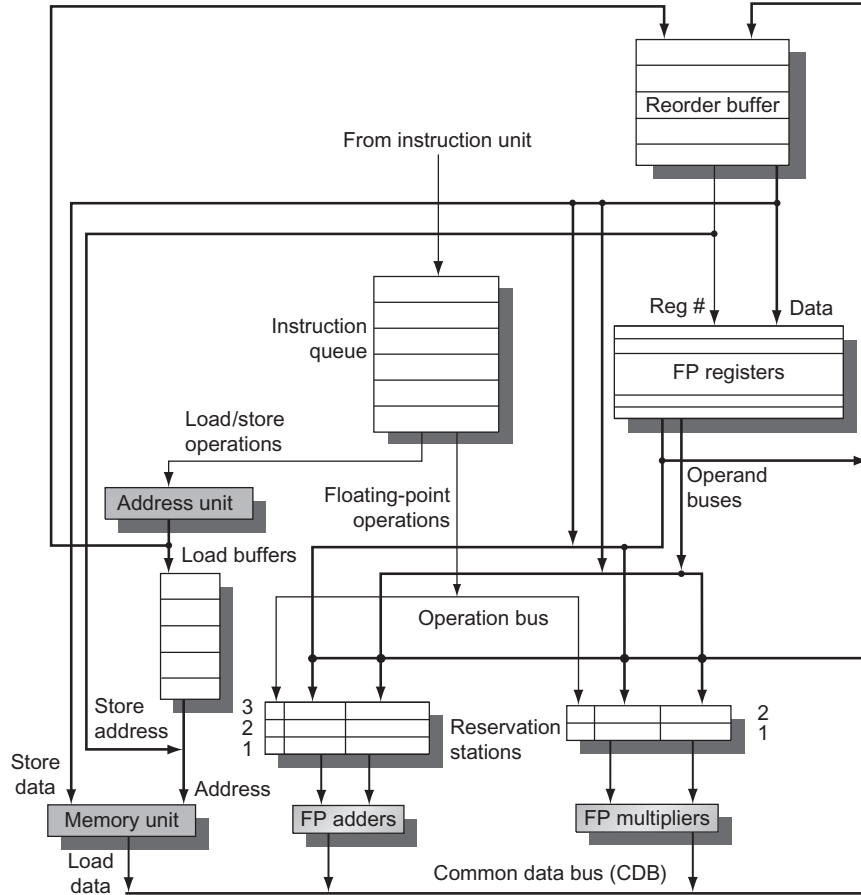 Reorder buffer
From instruction unit
Reg #
Data
Instruction
queue
FP registers
Load/store
operations
Operand
buses
Floating-point
operations
Address unit
Load buffers
Operation bus
3
2
1
Reservation
stations
2
1
Store
address
Store
data
Address
Memory unit
FP adders
FP multipliers
Load
data
Common data bus (CDB)